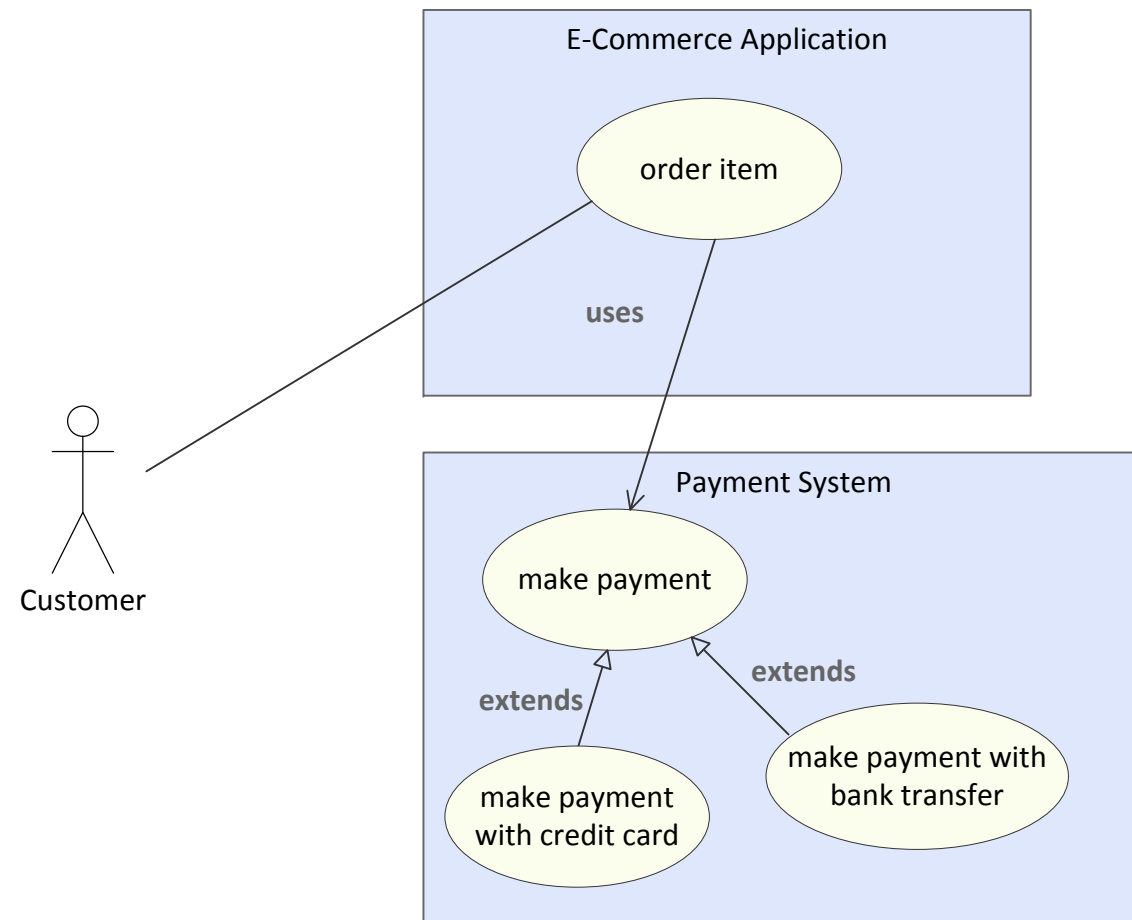 E-Commerce Application
order item
uses
Customer
Payment System
make payment
extends
extends
make payment with
bank transfer
make payment
with credit card